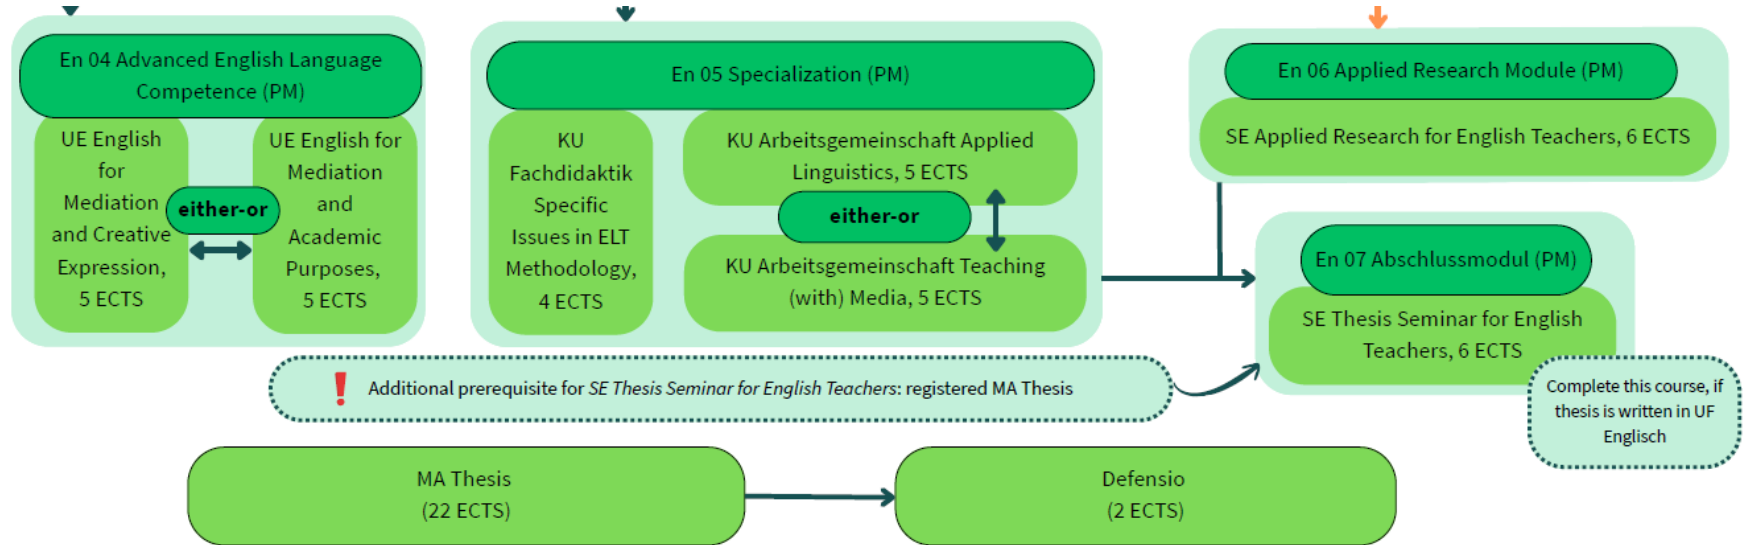 En 04 Advanced English Language
Competence (PM)
UE English
for
Mediation
and Creative
Expression,
5 ECTS
either-or
UE English for
Mediation
and
Academic
Purposes,
5 ECTS
En 05 Specialization (PM)
KU
Fachdidaktik
Specific
Issues in ELT
Methodology,
4 ECTS
KU Arbeitsgemeinschaft Applied
Linguistics, 5 ECTS
either-or
KU Arbeitsgemeinschaft Teaching
(with) Media, 5 ECTS
En 06 Applied Research Module (PM)
SE Applied Research for English Teachers, 6 ECTS
En 07 Abschlussmodul (PM)
SE Thesis Seminar for English
Teachers, 6 ECTS
Complete this course, if
thesis is written in UF
Englisch
Additional prerequisite for SE Thesis Seminar for English Teachers: registered MA Thesis
MA Thesis
(22 ECTS)
Defensio
(2 ECTS)